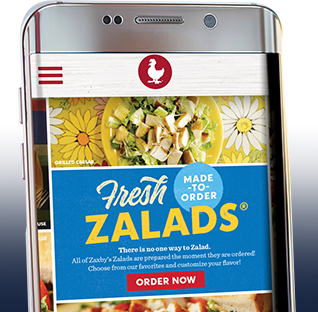 GRILLED CAESAR
Fresh
MADE
-TO-
ORDER
ZALADS®
There is no one way to Zalad.
All of Zaxby's Zalads are prepared the moment they are ordered!
Choose from our favorites and customize your flavor!
ORDER NOW